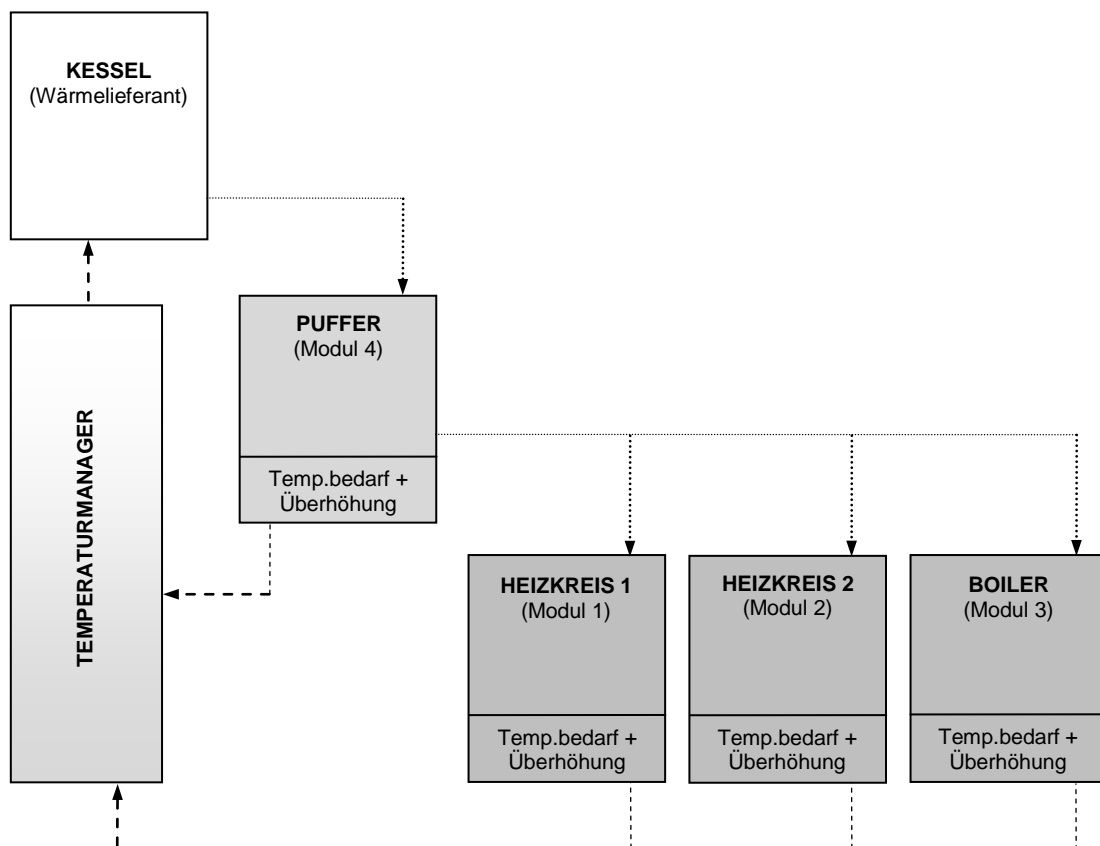 KESSEL
(Wärmelieferant)
PUFFER
(Modul 4)
Temp.bedarf +
Überhöhung
TEMPERATURMANAGER
HEIZKREIS 1
(Modul 1)
Temp.bedarf +
Überhöhung
HEIZKREIS 2
(Modul 2)
Temp.bedarf +
Überhöhung
BOILER
(Modul 3)
Temp.bedarf +
Überhöhung